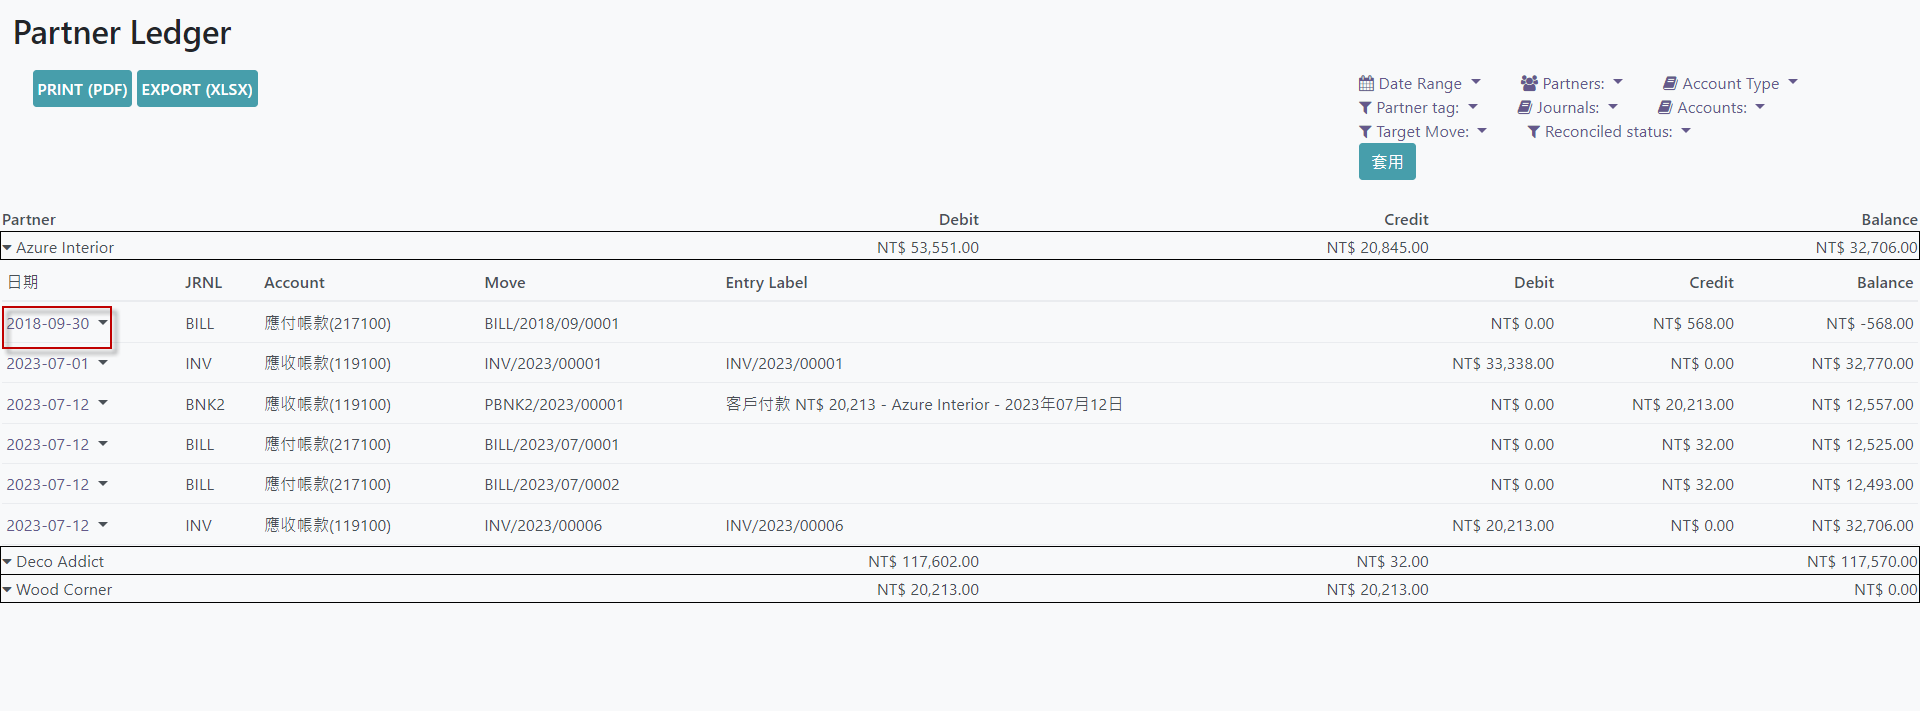 Partner Ledger
PRINT (PDF) EXPORT (XLSX)
Date Range Partners: Account Type
Partner tag: Journals: Accounts:
Target Move: Reconciled status:
套用
Partner Debit Credit Balance
Azure Interior NT$ 53,551.00 NT$ 20,845.00 NT$ 32,706.00
日期 JRNL Account Move Entry Label Debit Credit Balance
2018-09-30 BILL 應付帳款(217100) BILL/2018/09/0001 NT$ 0.00 NT$ 568.00 NT$ -568.00
2023-07-01 INV 應收帳款(119100) INV/2023/00001 INV/2023/00001 NT$ 33,338.00 NT$ 0.00 NT$ 32,770.00
2023-07-12 BNK2 應收帳款(119100) PBNK2/2023/00001 客戶付款 NT$ 20,213 - Azure Interior - 2023年07月12日 NT$ 0.00 NT$ 20,213.00 NT$ 12,557.00
2023-07-12 BILL 應付帳款(217100) BILL/2023/07/0001 NT$ 0.00 NT$ 32.00 NT$ 12,525.00
2023-07-12 BILL 應付帳款(217100) BILL/2023/07/0002 NT$ 0.00 NT$ 32.00 NT$ 12,493.00
2023-07-12 INV 應收帳款(119100) INV/2023/00006 INV/2023/00006 NT$ 20,213.00 NT$ 0.00 NT$ 32,706.00
Deco Addict NT$ 117,602.00 NT$ 32.00 NT$ 117,570.00
Wood Corner NT$ 20,213.00 NT$ 20,213.00 NT$ 0.00